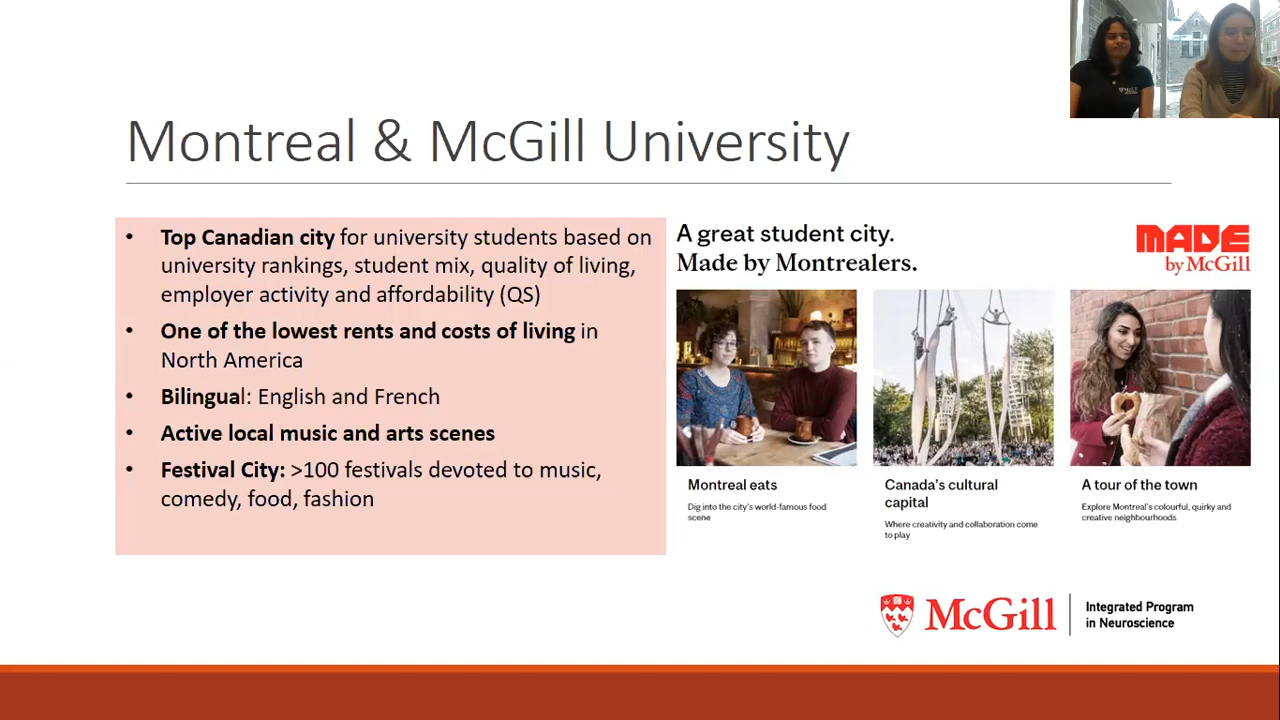 Montreal & McGill University
• Top Canadian city for university students based on
university rankings, student mix, quality of living,
employer activity and affordability (QS)
• One of the lowest rents and costs of living in
North America
• Bilingual: English and French
• Active local music and arts scenes
• Festival City: >100 festivals devoted to music,
comedy, food, fashion
A great student city.
Made by Montrealers.
MADE
by McGill
Montreal eats
Dig into the city's world-famous food
scene
Canada's cultural
capital
Where creativity and collaboration come
to play
A tour of the town
Explore Montreal's colourful, quirky and
creative neighbourhoods
McGill
Integrated Program
in Neuroscience